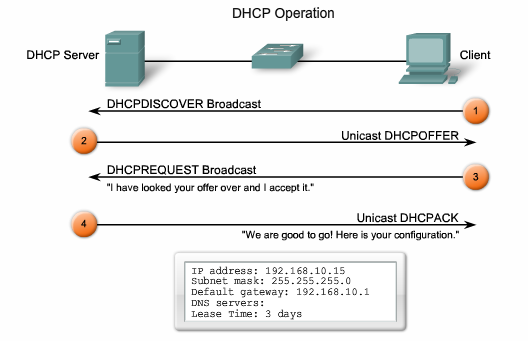 DHCP Operation
DHCP Server
Client
DHCPDISCOVER Broadcast
1
2
Unicast DHCPOFFER
DHCPREQUEST Broadcast
3
"I have looked your offer over and I accept it."
4
Unicast DHCPACK
"We are good to go! Here is your configuration."
IP address: 192.168.10.15
Subnet mask: 255.255.255.0
Default gateway: 192.168.10.1
DNS servers:
Lease Time: 3 days